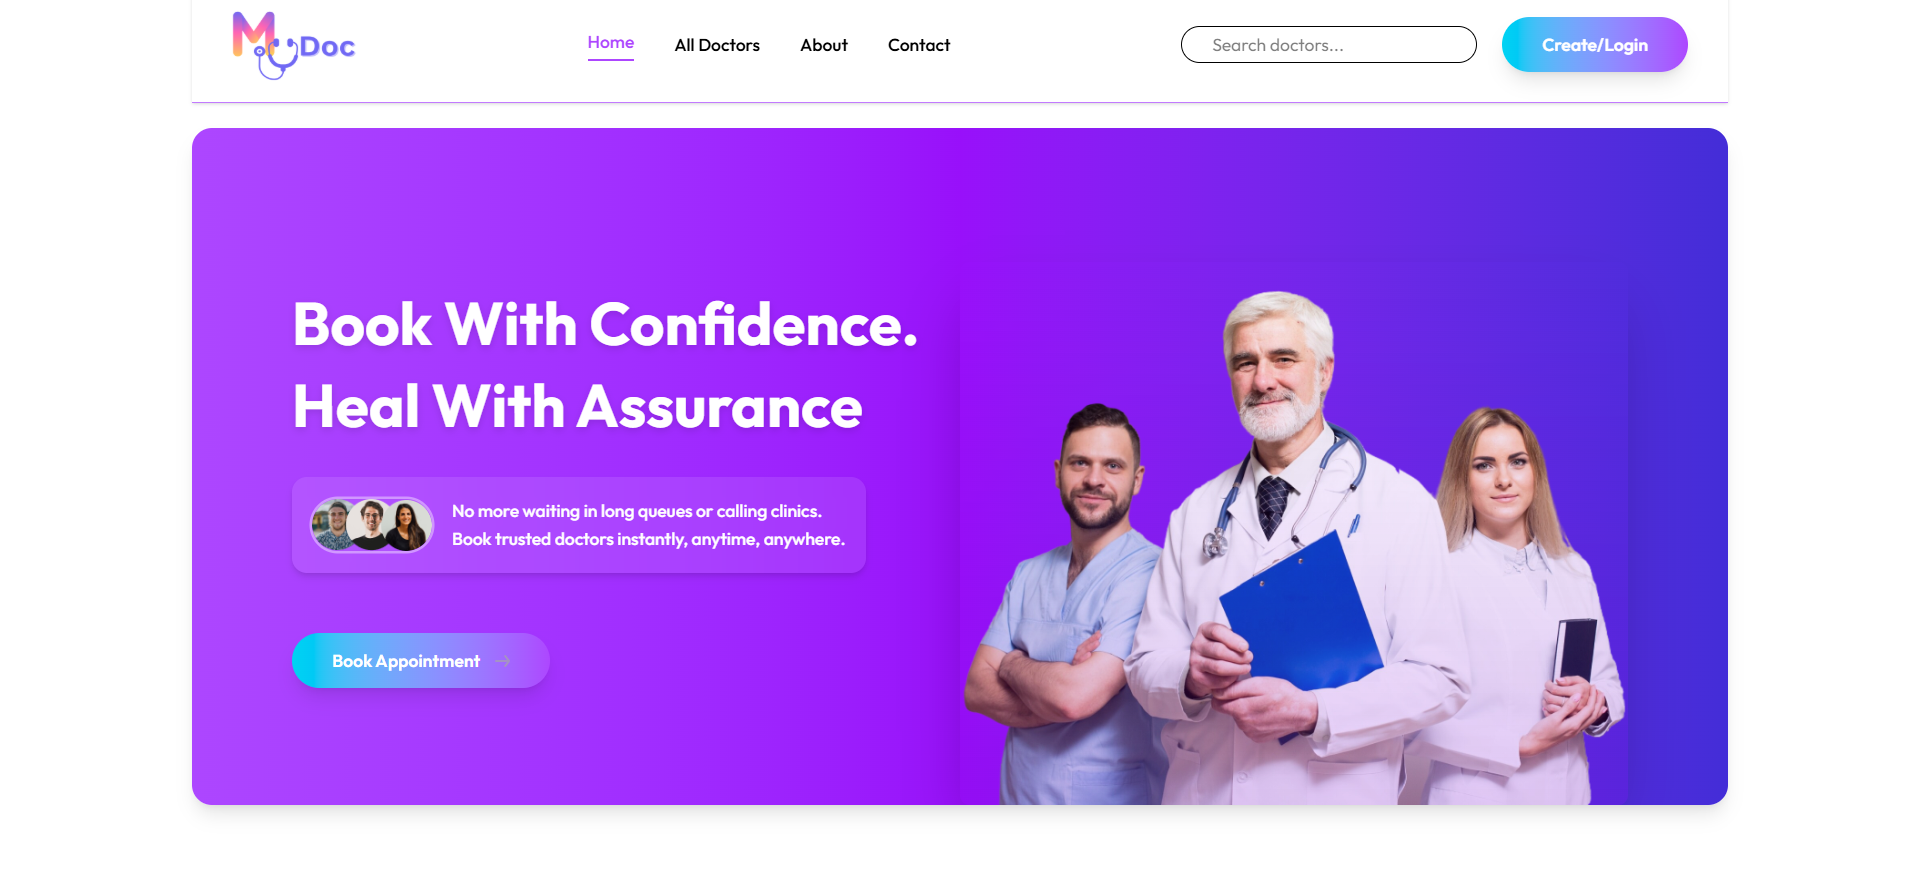 MyDoc
Home
All Doctors
About
Contact
Search doctors...
Create/Login
Book With Confidence.
Heal With Assurance
No more waiting in long queues or calling clinics.
Book trusted doctors instantly, anytime, anywhere.
Book Appointment →